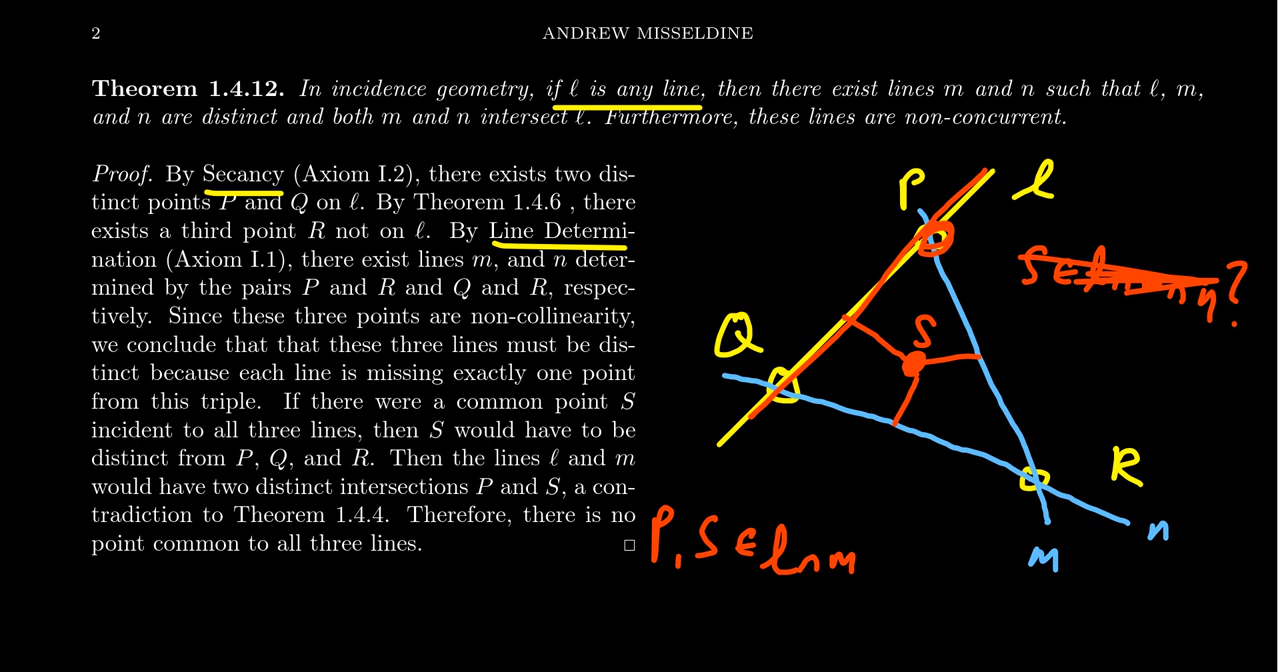 2
ANDREW MISSELDINE
Theorem 1.4.12. In incidence geometry, if ℓ is any line, then there exist lines m and n such that ℓ, m,
and n are distinct and both m and n intersect ℓ. Furthermore, these lines are non-concurrent.
Proof. By Secancy (Axiom I.2), there exists two dis-
tinct points P and Q on ℓ. By Theorem 1.4.6 , there
exists a third point R not on ℓ. By Line Determi-
nation (Axiom I.1), there exist lines m, and n deter-
mined by the pairs P and R and Q and R, respec-
tively. Since these three points are non-collinearity,
we conclude that that these three lines must be dis-
tinct because each line is missing exactly one point
from this triple. If there were a common point S
incident to all three lines, then S would have to be
distinct from P, Q, and R. Then the lines ℓ and m
would have two distinct intersections P and S, a con-
tradiction to Theorem 1.4.4. Therefore, there is no
point common to all three lines. □
P
ℓ
S ∈ ℓ∩m∩n?
Q
S
R
n
m
P, S ∈ ℓ∩m